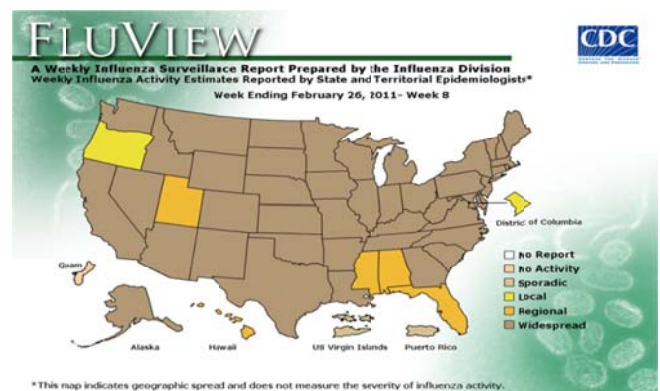 FLUVIEW
CDC
A Weekly Influenza Surveillance Report Prepared by the Influenza Division
Weekly Influenza Activity Estimates Reported by State and Territorial Epidemiologists*
Week Ending February 26, 2011- Week 8
District of Columbia
No Report
No Activity
Sporadic
Local
Regional
Widespread
Guam
Alaska
Hawaii
US Virgin Islands
Puerto Rico
*This map indicates geographic spread and does not measure the severity of influenza activity.